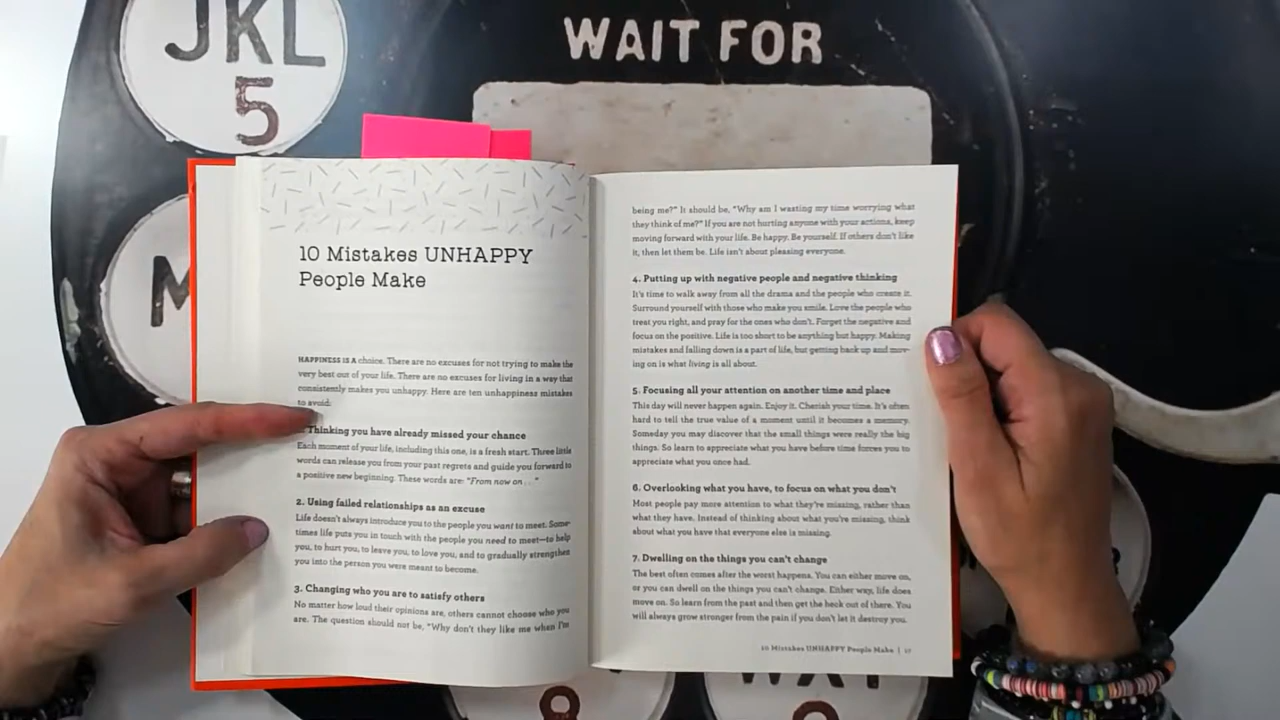 JKL
5
WAIT FOR
M
10 Mistakes UNHAPPY
People Make
HAPPINESS IS A choice. There are no excuses for not trying to make the
very best out of your life. There are no excuses for living in a way that
consistently makes you unhappy. Here are ten unhappiness mistakes
to avoid:
Thinking you have already missed your chance
Each moment of your life, including this one, is a fresh start. Three little
words can release you from your past regrets and guide you forward to
a positive new beginning. These words are: "From now on . . "
2. Using failed relationships as an excuse
Life doesn't always introduce you to the people you want to meet. Some-
times life puts you in touch with the people you need to meet—to help
you, to hurt you, to leave you, to love you, and to gradually strengthen
you into the person you were meant to become.
3. Changing who you are to satisfy others
No matter how loud their opinions are, others cannot choose who you
are. The question should not be, "Why don't they like me when I'm
being me?" It should be, "Why am I wasting my time worrying what
they think of me?" If you are not hurting anyone with your actions, keep
moving forward with your life. Be happy. Be yourself. If others don't like
it, then let them be. Life isn't about pleasing everyone.
4. Putting up with negative people and negative thinking
It's time to walk away from all the drama and the people who create it.
Surround yourself with those who make you smile. Love the people who
treat you right, and pray for the ones who don't. Forget the negative and
focus on the positive. Life is too short to be anything but happy. Making
mistakes and falling down is a part of life, but getting back up and mov-
ing on is what living is all about.
5. Focusing all your attention on another time and place
This day will never happen again. Enjoy it. Cherish your time. It's often
hard to tell the true value of a moment until it becomes a memory.
Someday you may discover that the small things were really the big
things. So learn to appreciate what you have before time forces you to
appreciate what you once had.
6. Overlooking what you have, to focus on what you don't
Most people pay more attention to what they're missing, rather than
what they have. Instead of thinking about what you're missing, think
about what you have that everyone else is missing.
7. Dwelling on the things you can't change
The best often comes after the worst happens. You can either move on,
or you can dwell on the things you can't change. Either way, life does
move on. So learn from the past and then get the heck out of there. You
will always grow stronger from the pain if you don't let it destroy you.
10 Mistakes UNHAPPY People Make |